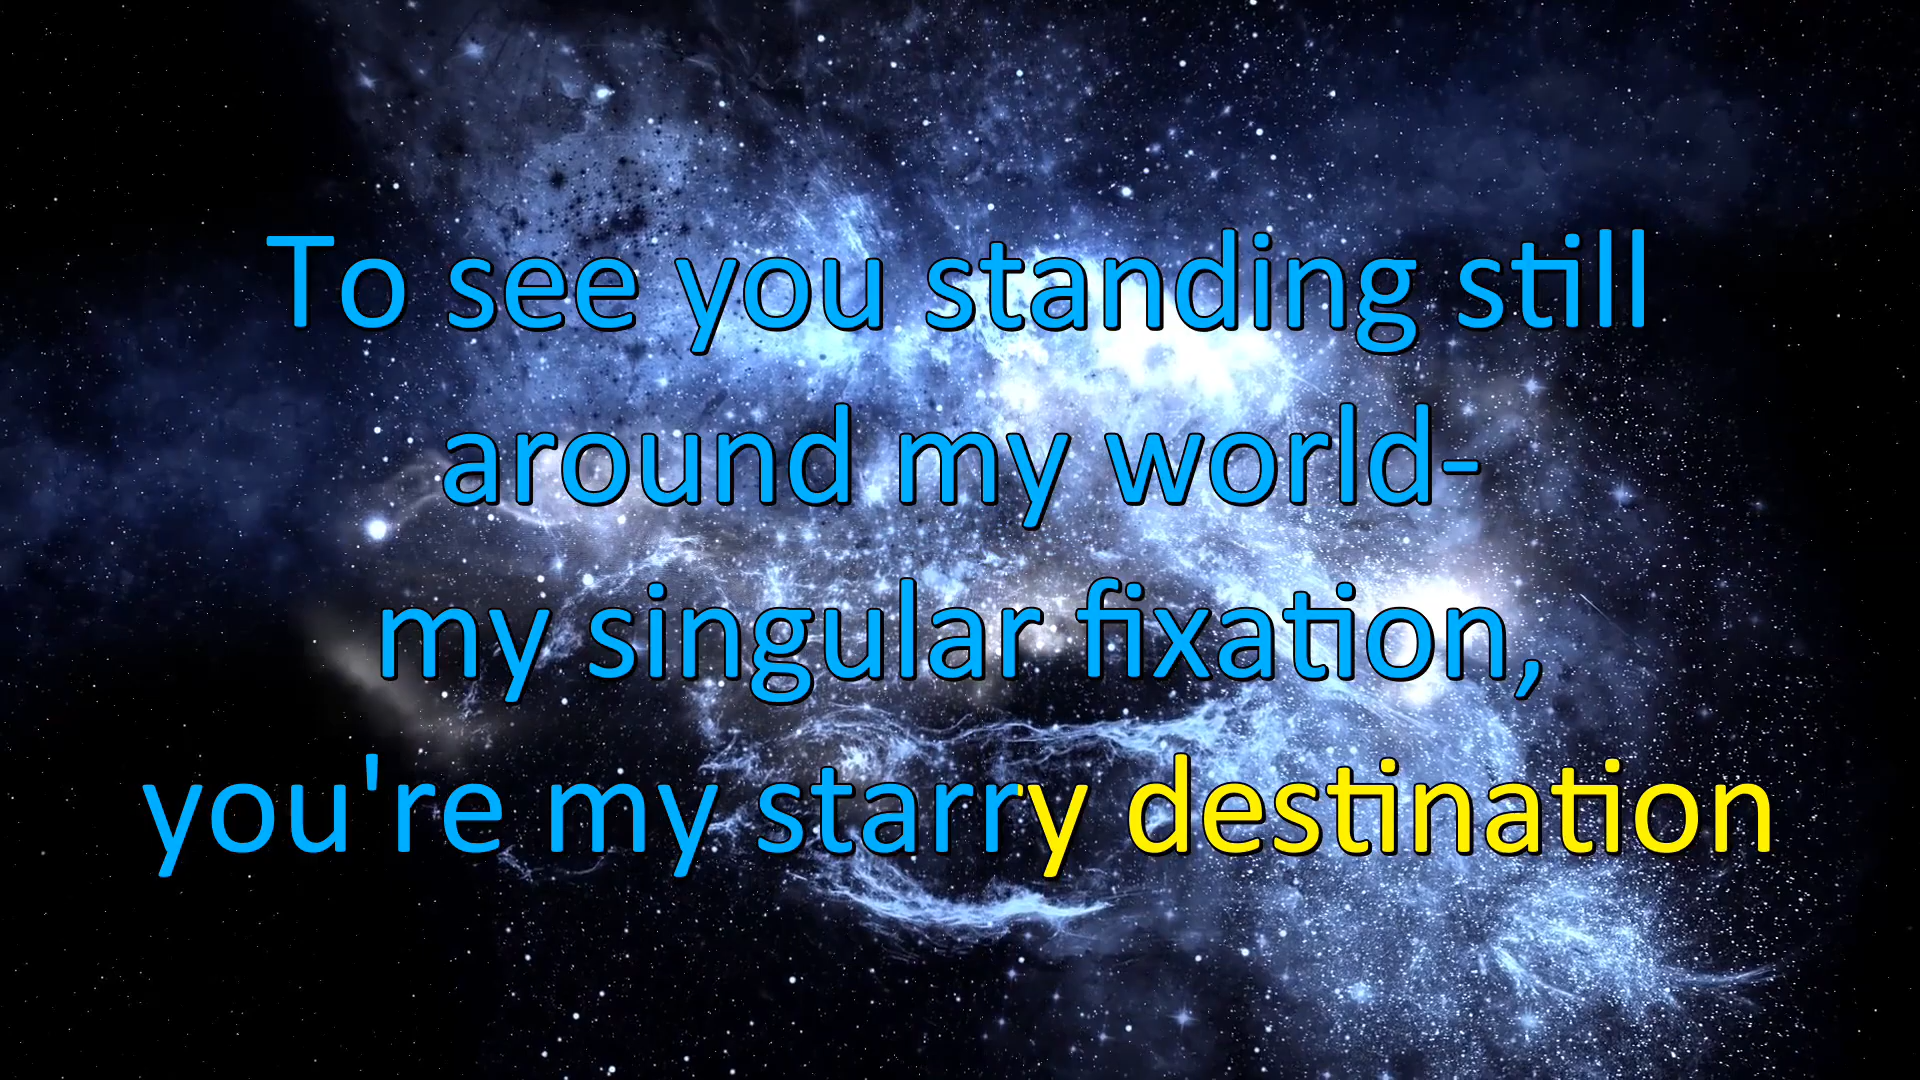 To see you standing still
around my world-
my singular fixation,
you're my starry destination